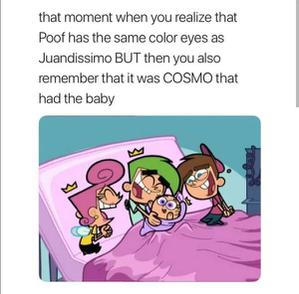 that moment when you realize that
Poof has the same color eyes as
Juandissimo BUT then you also
remember that it was COSMO that
had the baby